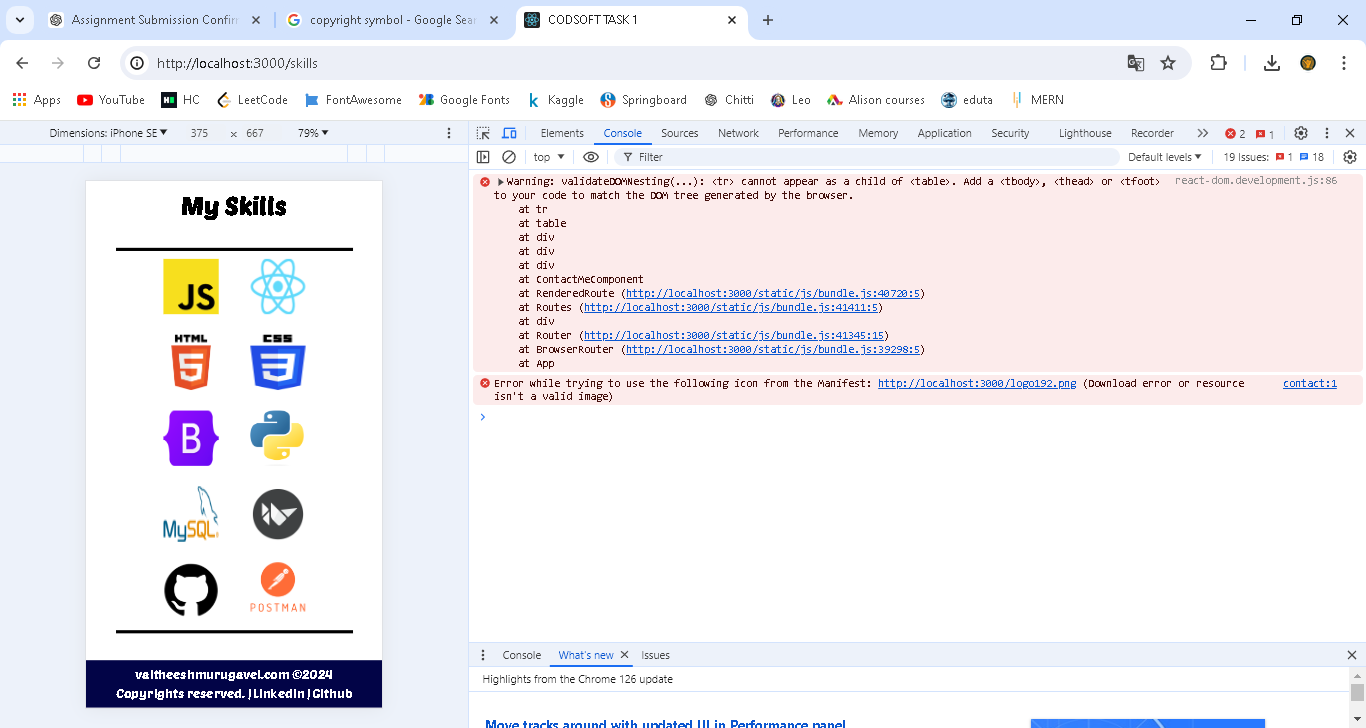 Assignment Submission Confir
copyright symbol - Google Sear
CODSOFT TASK 1
http://localhost:3000/skills
Apps
YouTube
HC
LeetCode
FontAwesome
Google Fonts
Kaggle
Springboard
Chitti
Leo
Alison courses
eduta
MERN
Dimensions: iPhone SE ▼ 375 x 667 79% ▼
Elements Console Sources Network Performance Memory Application Security Lighthouse Recorder 2 1
top ▼ Filter Default levels ▼ 19 Issues: 1 18
My Skills
JS
HTML
5
CSS
3
B
MySQL
POSTMAN
vaitheeshmurugavel.com ©2024
Copyrights reserved. | LinkedIn | Github
Warning: validateDOMNesting(...): <tr> cannot appear as a child of <table>. Add a <tbody>, <thead> or <tfoot> react-dom.development.js:86
to your code to match the DOM tree generated by the browser.
at tr
at table
at div
at div
at div
at ContactMeComponent
at RenderedRoute (http://localhost:3000/static/js/bundle.js:40720:5)
at Routes (http://localhost:3000/static/js/bundle.js:41411:5)
at div
at Router (http://localhost:3000/static/js/bundle.js:41345:15)
at BrowserRouter (http://localhost:3000/static/js/bundle.js:39298:5)
at App
Error while trying to use the following icon from the Manifest: http://localhost:3000/logo192.png (Download error or resource contact:1
isn't a valid image)
Console What's new Issues
Highlights from the Chrome 126 update
Move tracks around with updated UI in Performance panel